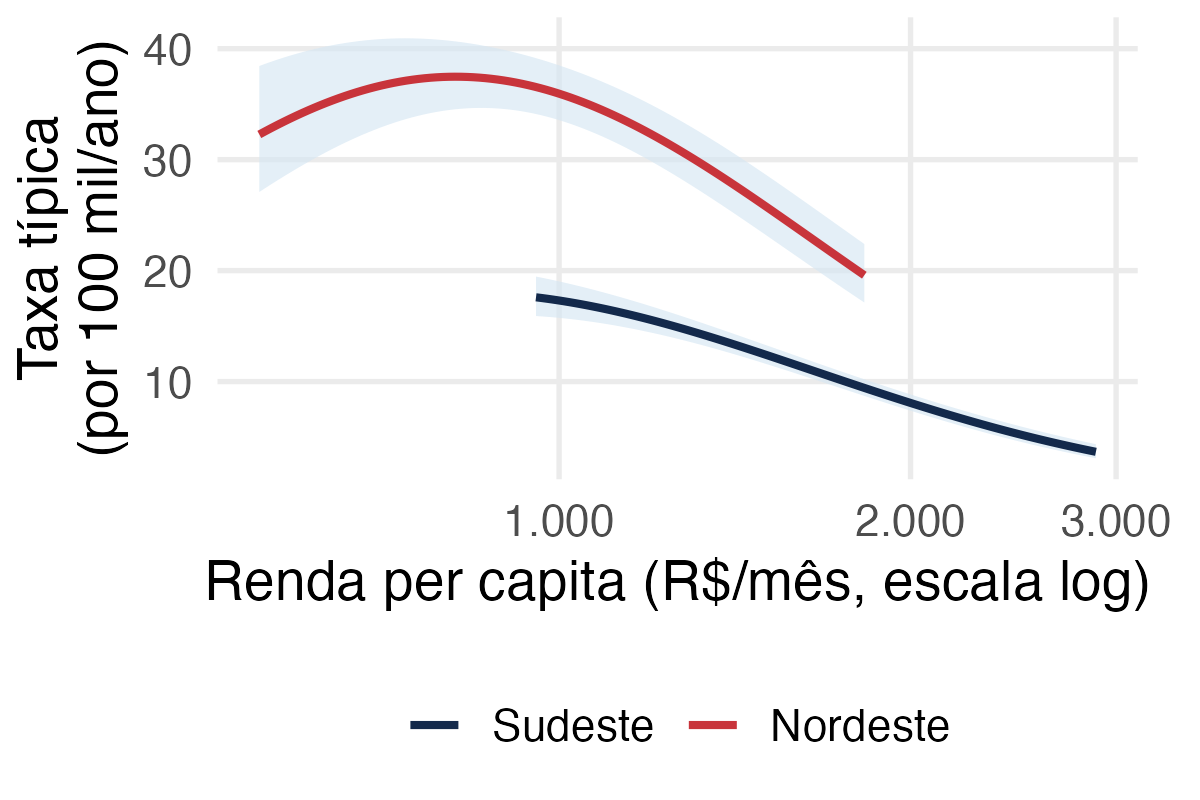 Taxa típica
(por 100 mil/ano)
40
30
20
10
1.000 2.000 3.000
Renda per capita (R$/mês, escala log)
Sudeste Nordeste